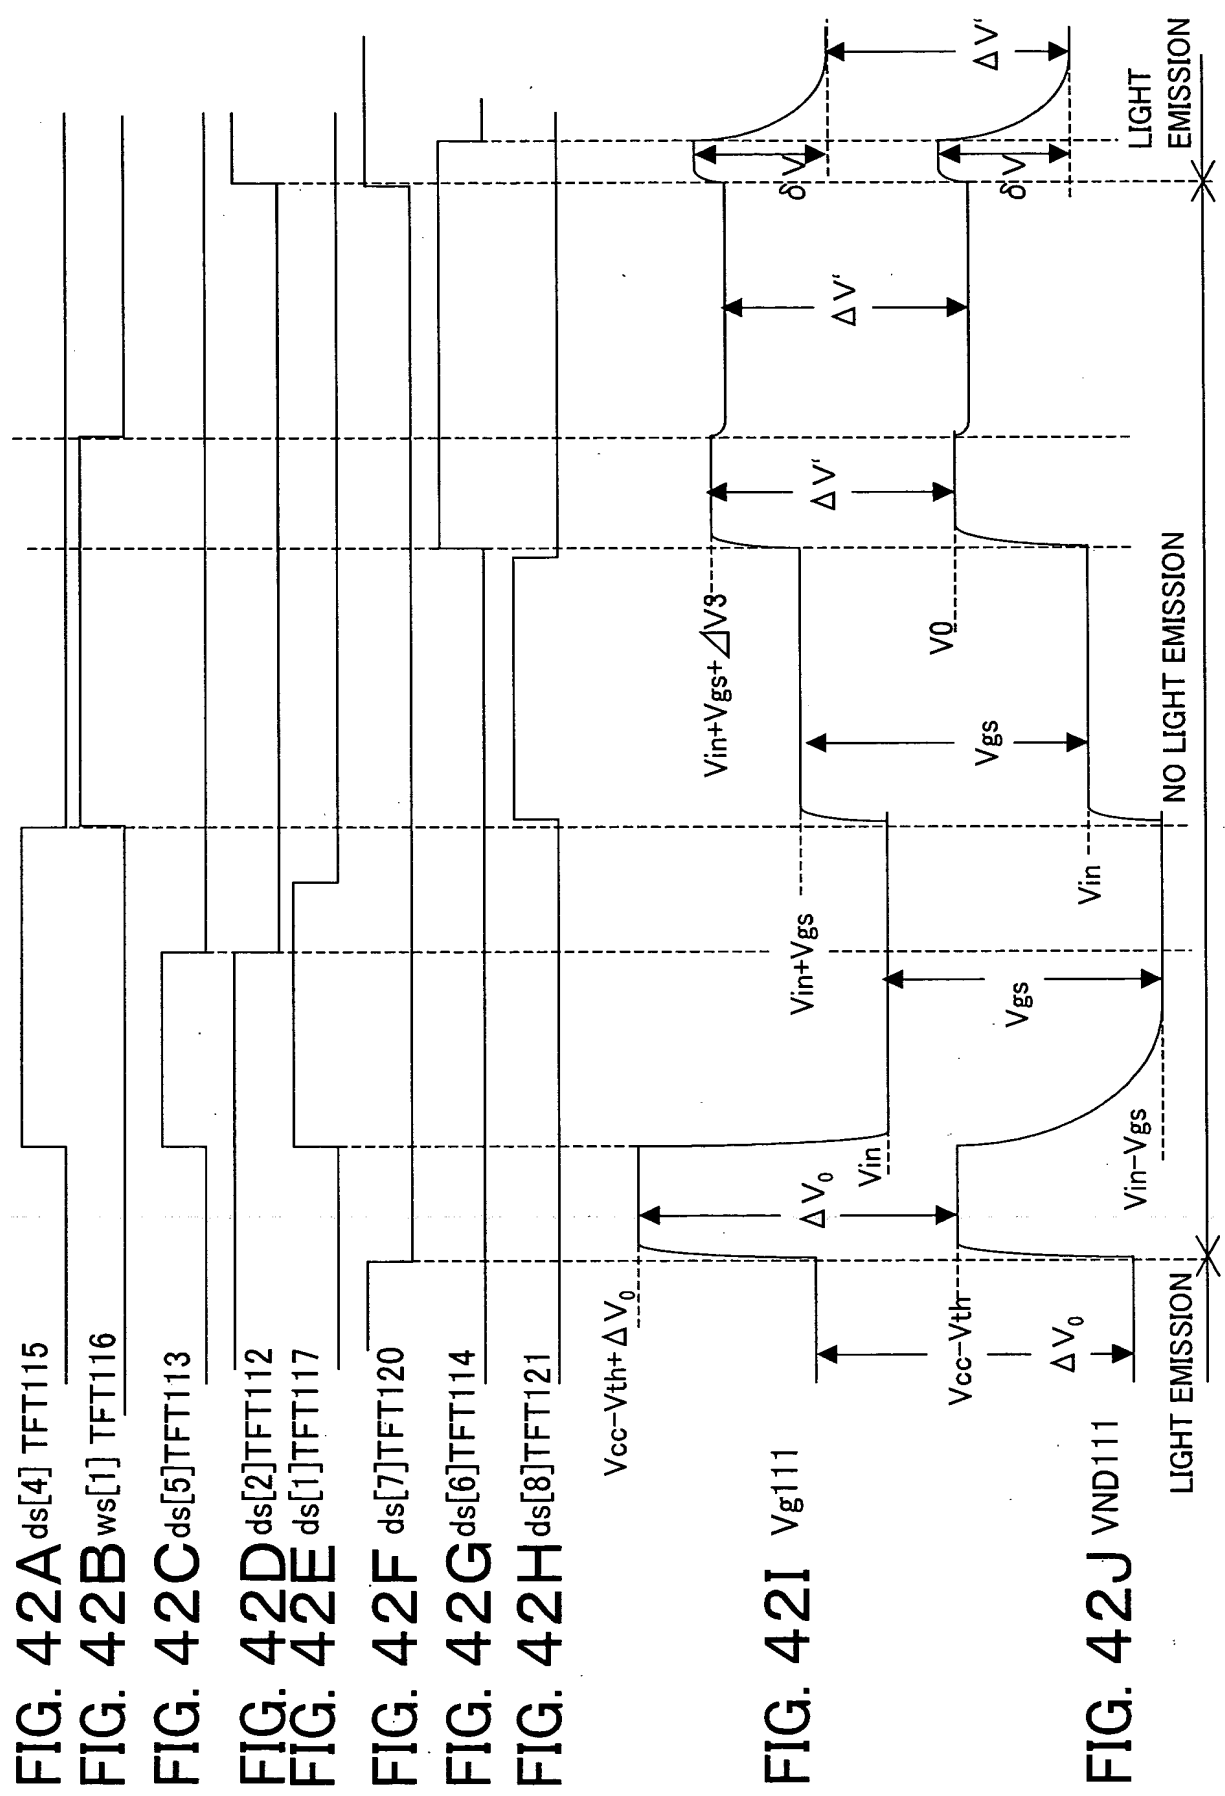 FIG. 42A ds[4] TFT115
FIG. 42B ws[1] TFT116
FIG. 42C ds[5]TFT113
FIG. 42D ds[2]TFT112
FIG. 42E ds[1]TFT117
FIG. 42F ds[7]TFT120
FIG. 42G ds[6]TFT114
FIG. 42H ds[8]TFT121
Vcc-Vth+ΔV0
Vin+Vgs+ΔV3
δV
ΔV'
ΔV'
FIG. 42I Vg111
ΔV0
Vin
Vin+Vgs
Vgs
V0
ΔV'
Vcc-Vth
Vgs
δV
ΔV0
Vin
FIG. 42J VND111
Vin-Vgs
LIGHT EMISSION
NO LIGHT EMISSION
LIGHT
EMISSION